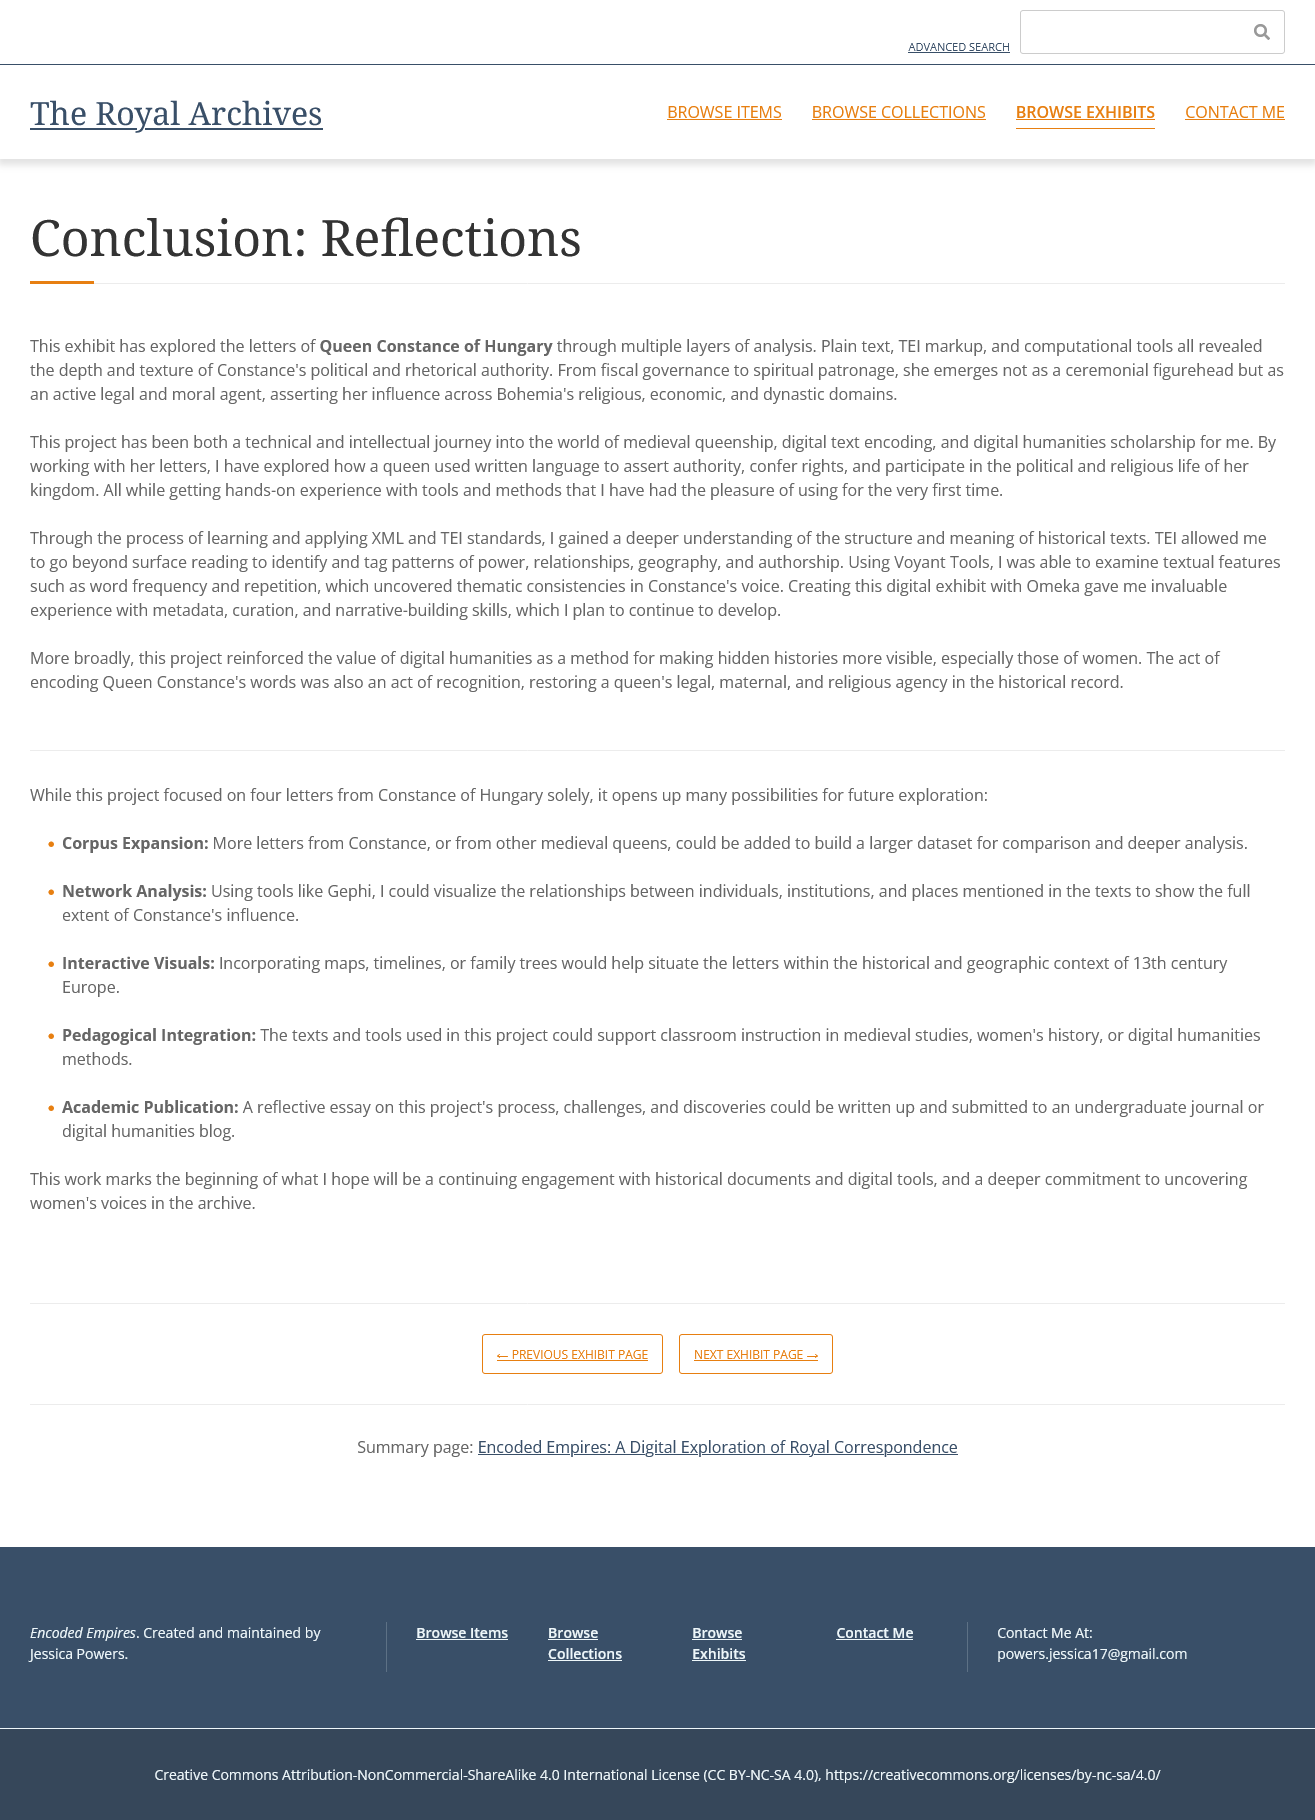 ADVANCED SEARCH
The Royal Archives
BROWSE ITEMS
BROWSE COLLECTIONS
BROWSE EXHIBITS
CONTACT ME
Conclusion: Reflections
This exhibit has explored the letters of Queen Constance of Hungary through multiple layers of analysis. Plain text, TEI markup, and computational tools all revealed
the depth and texture of Constance's political and rhetorical authority. From fiscal governance to spiritual patronage, she emerges not as a ceremonial figurehead but as
an active legal and moral agent, asserting her influence across Bohemia's religious, economic, and dynastic domains.
This project has been both a technical and intellectual journey into the world of medieval queenship, digital text encoding, and digital humanities scholarship for me. By
working with her letters, I have explored how a queen used written language to assert authority, confer rights, and participate in the political and religious life of her
kingdom. All while getting hands-on experience with tools and methods that I have had the pleasure of using for the very first time.
Through the process of learning and applying XML and TEI standards, I gained a deeper understanding of the structure and meaning of historical texts. TEI allowed me
to go beyond surface reading to identify and tag patterns of power, relationships, geography, and authorship. Using Voyant Tools, I was able to examine textual features
such as word frequency and repetition, which uncovered thematic consistencies in Constance's voice. Creating this digital exhibit with Omeka gave me invaluable
experience with metadata, curation, and narrative-building skills, which I plan to continue to develop.
More broadly, this project reinforced the value of digital humanities as a method for making hidden histories more visible, especially those of women. The act of
encoding Queen Constance's words was also an act of recognition, restoring a queen's legal, maternal, and religious agency in the historical record.
While this project focused on four letters from Constance of Hungary solely, it opens up many possibilities for future exploration:
• Corpus Expansion: More letters from Constance, or from other medieval queens, could be added to build a larger dataset for comparison and deeper analysis.
• Network Analysis: Using tools like Gephi, I could visualize the relationships between individuals, institutions, and places mentioned in the texts to show the full
extent of Constance's influence.
• Interactive Visuals: Incorporating maps, timelines, or family trees would help situate the letters within the historical and geographic context of 13th century
Europe.
• Pedagogical Integration: The texts and tools used in this project could support classroom instruction in medieval studies, women's history, or digital humanities
methods.
• Academic Publication: A reflective essay on this project's process, challenges, and discoveries could be written up and submitted to an undergraduate journal or
digital humanities blog.
This work marks the beginning of what I hope will be a continuing engagement with historical documents and digital tools, and a deeper commitment to uncovering
women's voices in the archive.
← PREVIOUS EXHIBIT PAGE
NEXT EXHIBIT PAGE →
Summary page: Encoded Empires: A Digital Exploration of Royal Correspondence
Encoded Empires. Created and maintained by
Jessica Powers.
Browse Items
Browse
Collections
Browse
Exhibits
Contact Me
Contact Me At:
powers.jessica17@gmail.com
Creative Commons Attribution-NonCommercial-ShareAlike 4.0 International License (CC BY-NC-SA 4.0), https://creativecommons.org/licenses/by-nc-sa/4.0/